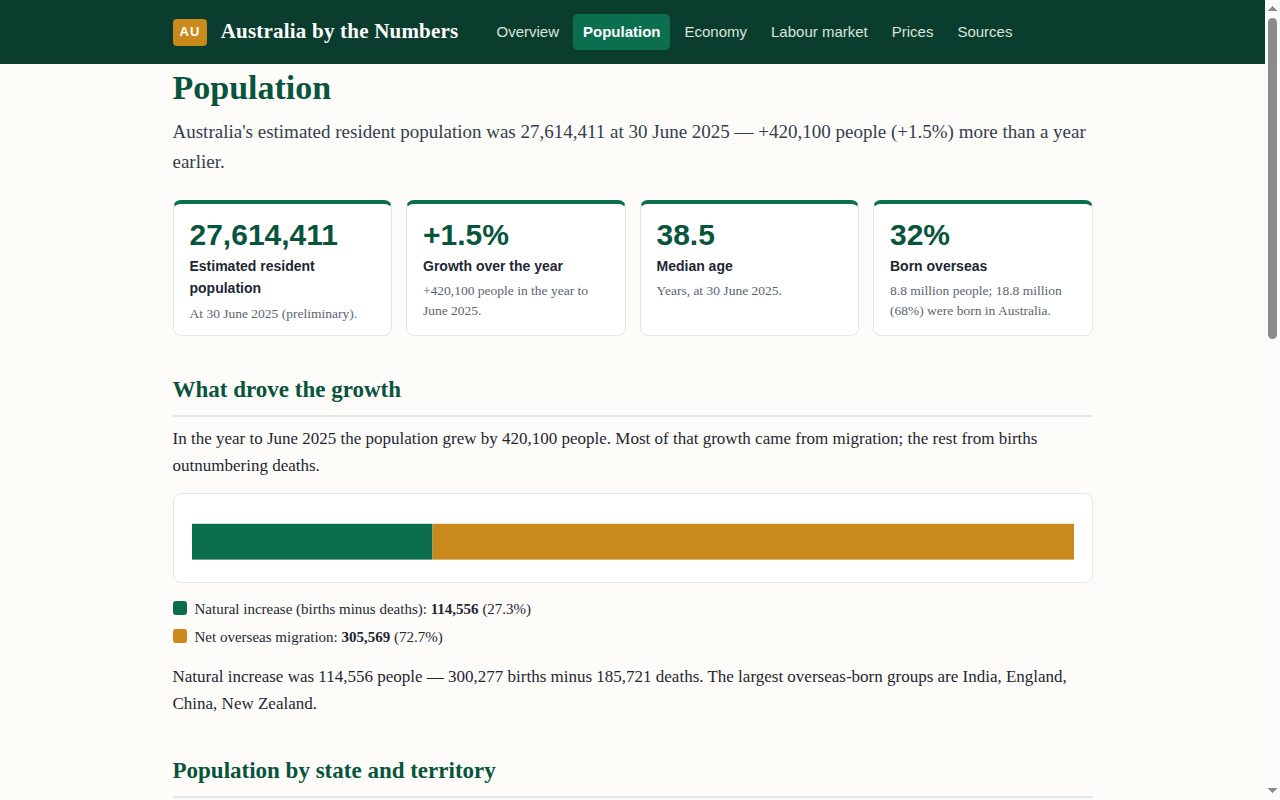 AU Australia by the Numbers Overview Population Economy Labour market Prices Sources
Population
Australia's estimated resident population was 27,614,411 at 30 June 2025 — +420,100 people (+1.5%) more than a year
earlier.
27,614,411
Estimated resident
population
At 30 June 2025 (preliminary).
+1.5%
Growth over the year
+420,100 people in the year to
June 2025.
38.5
Median age
Years, at 30 June 2025.
32%
Born overseas
8.8 million people; 18.8 million
(68%) were born in Australia.
What drove the growth
In the year to June 2025 the population grew by 420,100 people. Most of that growth came from migration; the rest from births
outnumbering deaths.
Natural increase (births minus deaths): 114,556 (27.3%)
Net overseas migration: 305,569 (72.7%)
Natural increase was 114,556 people — 300,277 births minus 185,721 deaths. The largest overseas-born groups are India, England,
China, New Zealand.
Population by state and territory